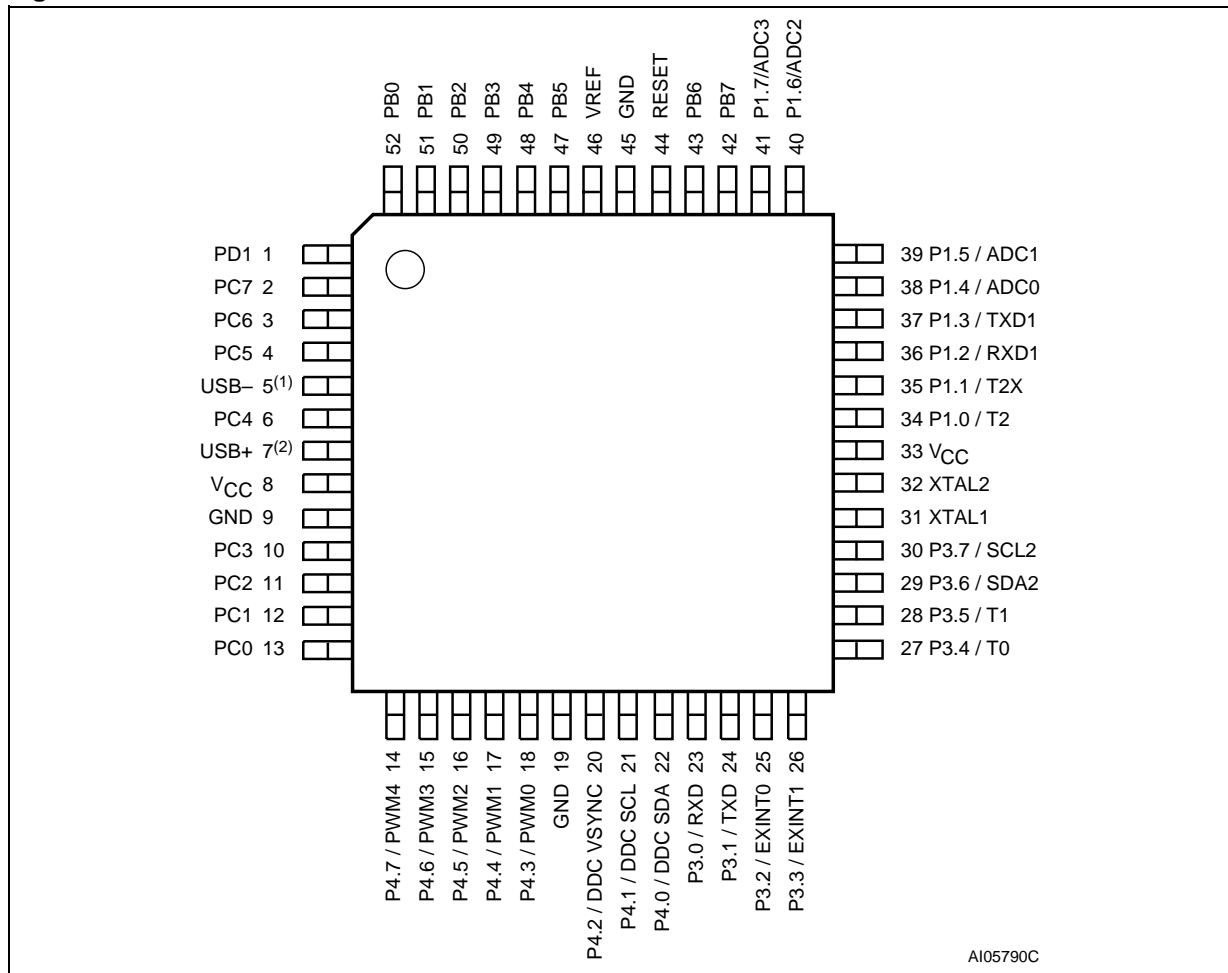 52 PB0
51 PB1
50 PB2
49 PB3
48 PB4
47 PB5
46 VREF
45 GND
44 RESET
43 PB6
42 PB7
41 P1.7/ADC3
40 P1.6/ADC2
PD1 1
PC7 2
PC6 3
PC5 4
USB– 5(1)
PC4 6
USB+ 7(2)
VCC 8
GND 9
PC3 10
PC2 11
PC1 12
PC0 13
39 P1.5 / ADC1
38 P1.4 / ADC0
37 P1.3 / TXD1
36 P1.2 / RXD1
35 P1.1 / T2X
34 P1.0 / T2
33 VCC
32 XTAL2
31 XTAL1
30 P3.7 / SCL2
29 P3.6 / SDA2
28 P3.5 / T1
27 P3.4 / T0
P4.7 / PWM4 14
P4.6 / PWM3 15
P4.5 / PWM2 16
P4.4 / PWM1 17
P4.3 / PWM0 18
GND 19
P4.2 / DDC VSYNC 20
P4.1 / DDC SCL 21
P4.0 / DDC SDA 22
P3.0 / RXD 23
P3.1 / TXD 24
P3.2 / EXINT0 25
P3.3 / EXINT1 26
AI05790C